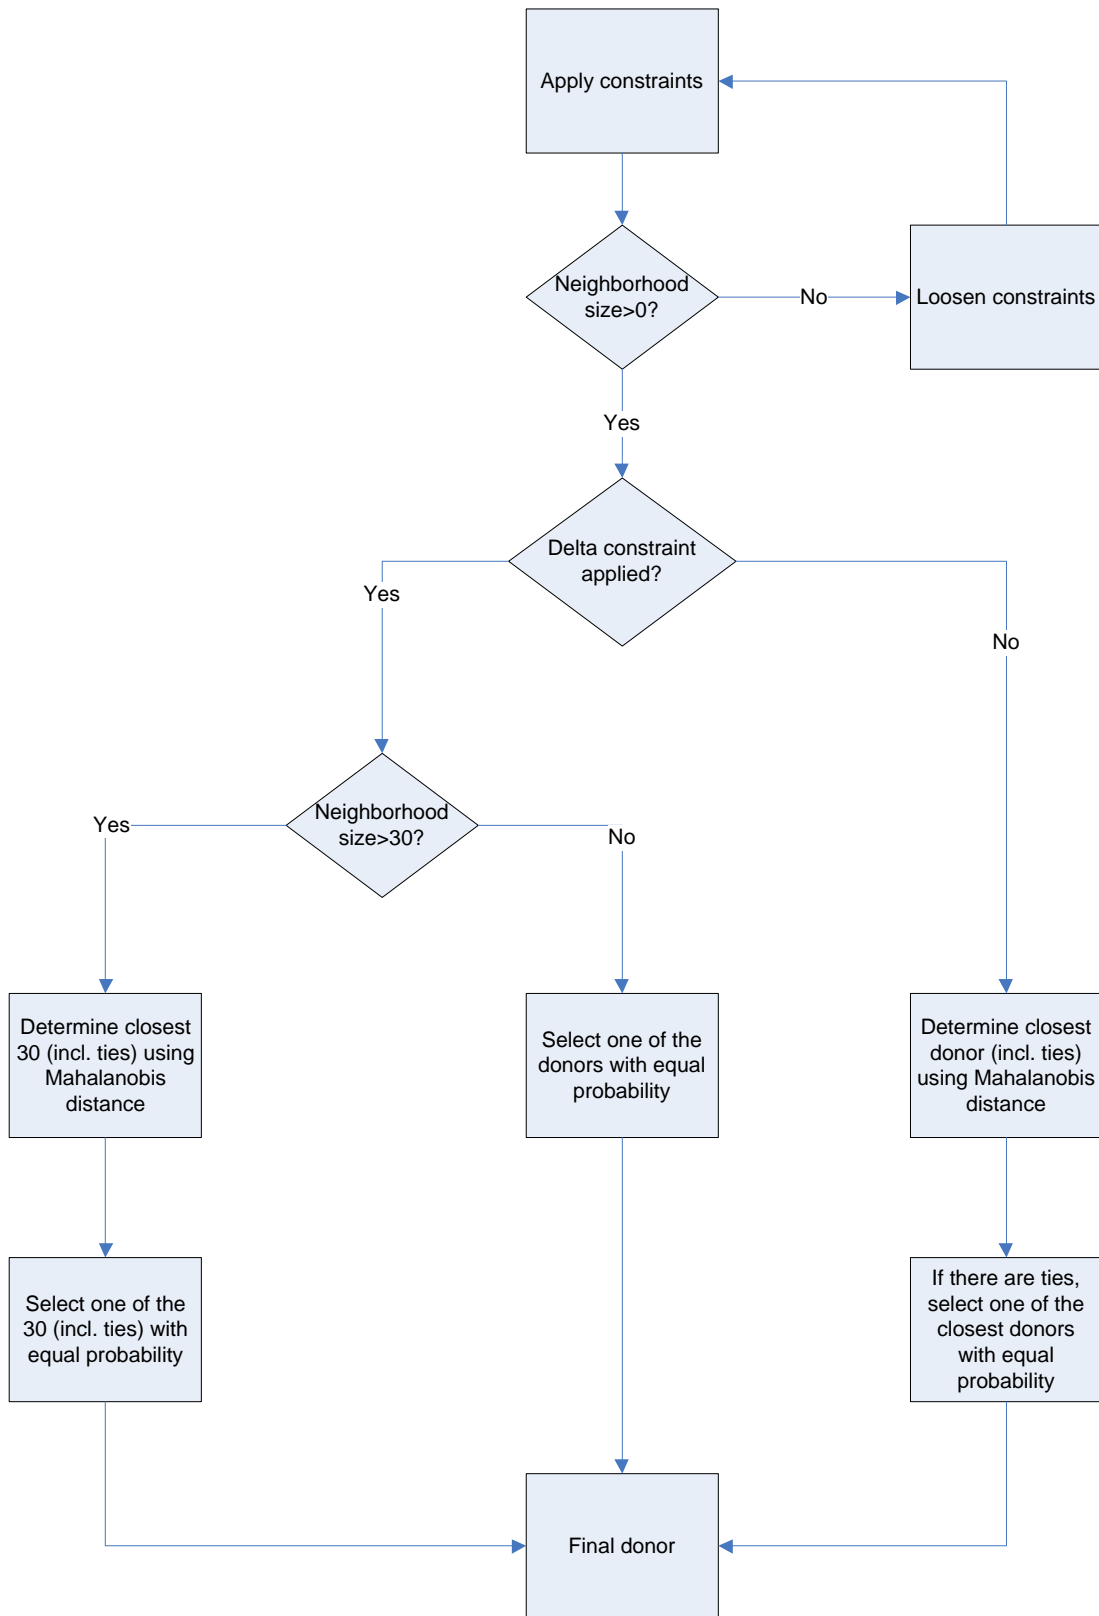 Apply constraints
Neighborhood
size>0?
No
Loosen constraints
Yes
Delta constraint
applied?
Yes
No
Neighborhood
size>30?
Yes
No
Determine closest
30 (incl. ties) using
Mahalanobis
distance
Select one of the
donors with equal
probability
Determine closest
donor (incl. ties)
using Mahalanobis
distance
Select one of the
30 (incl. ties) with
equal probability
If there are ties,
select one of the
closest donors
with equal
probability
Final donor